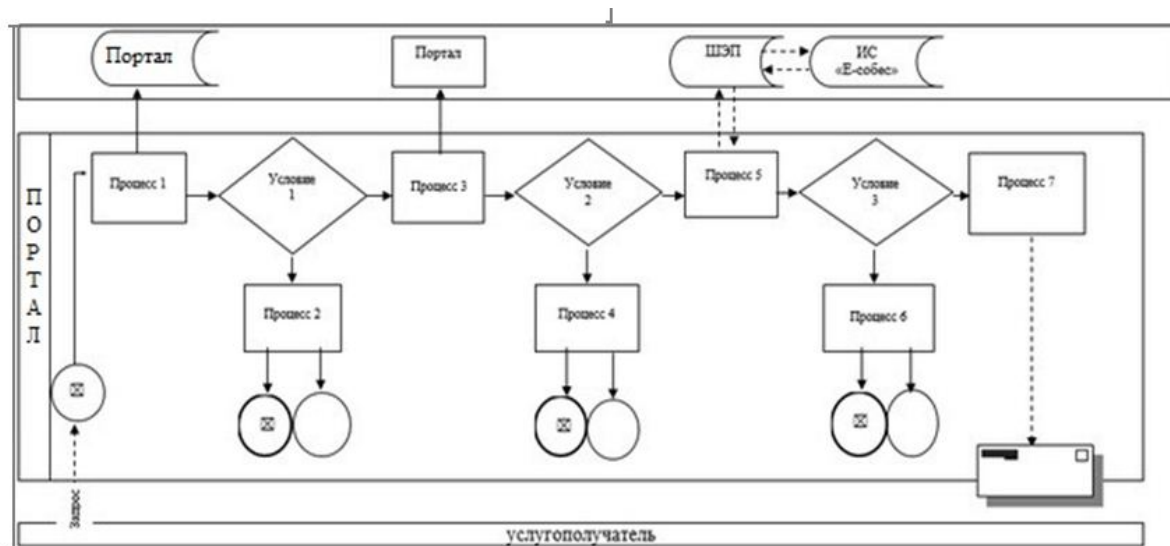 Портал
Портал
ШЭП
ИС
«Е-собес»
ПОРТАЛ
Процесс 1
Условие
1
Процесс 3
Условие
2
Процесс 5
Условие
3
Процесс 7
Процесс 2
Процесс 4
Процесс 6
Запрос
услугополучатель